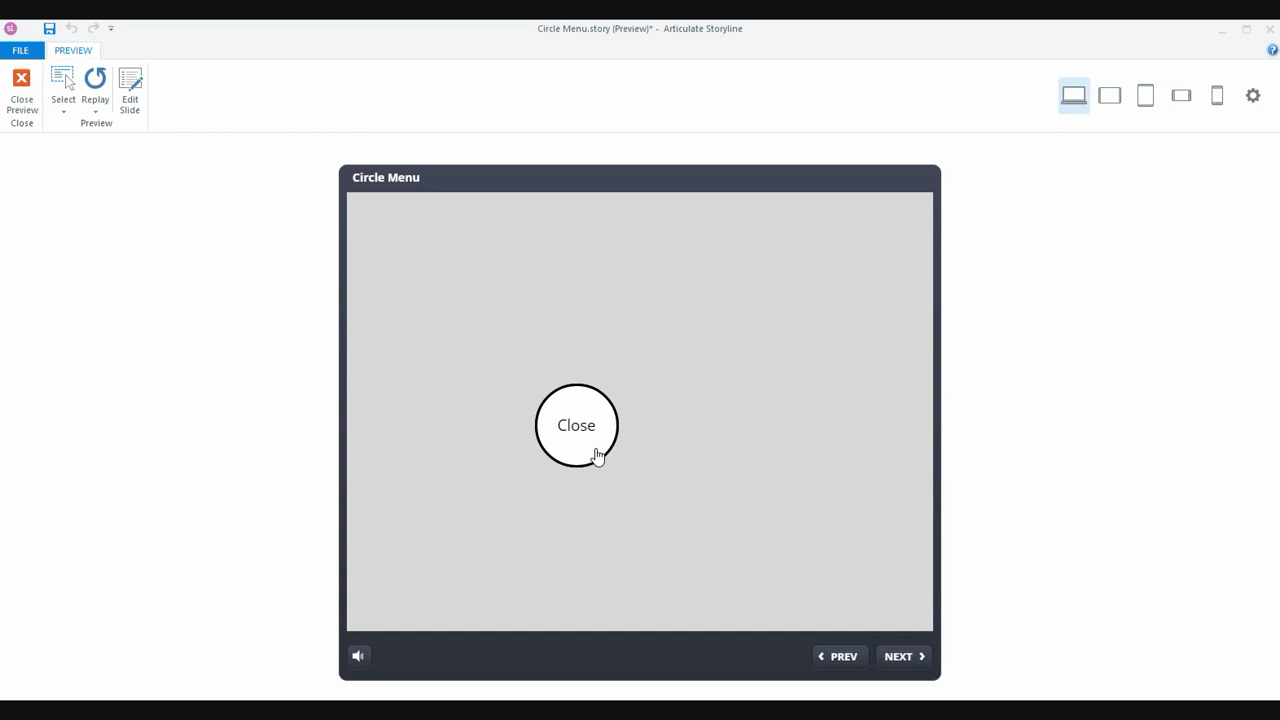 sL
Circle Menu.story (Preview)* - Articulate Storyline
FILE
PREVIEW
?
Close
Preview
Select
Replay
Edit
Slide
Close
Preview
Circle Menu
Close
PREV
NEXT